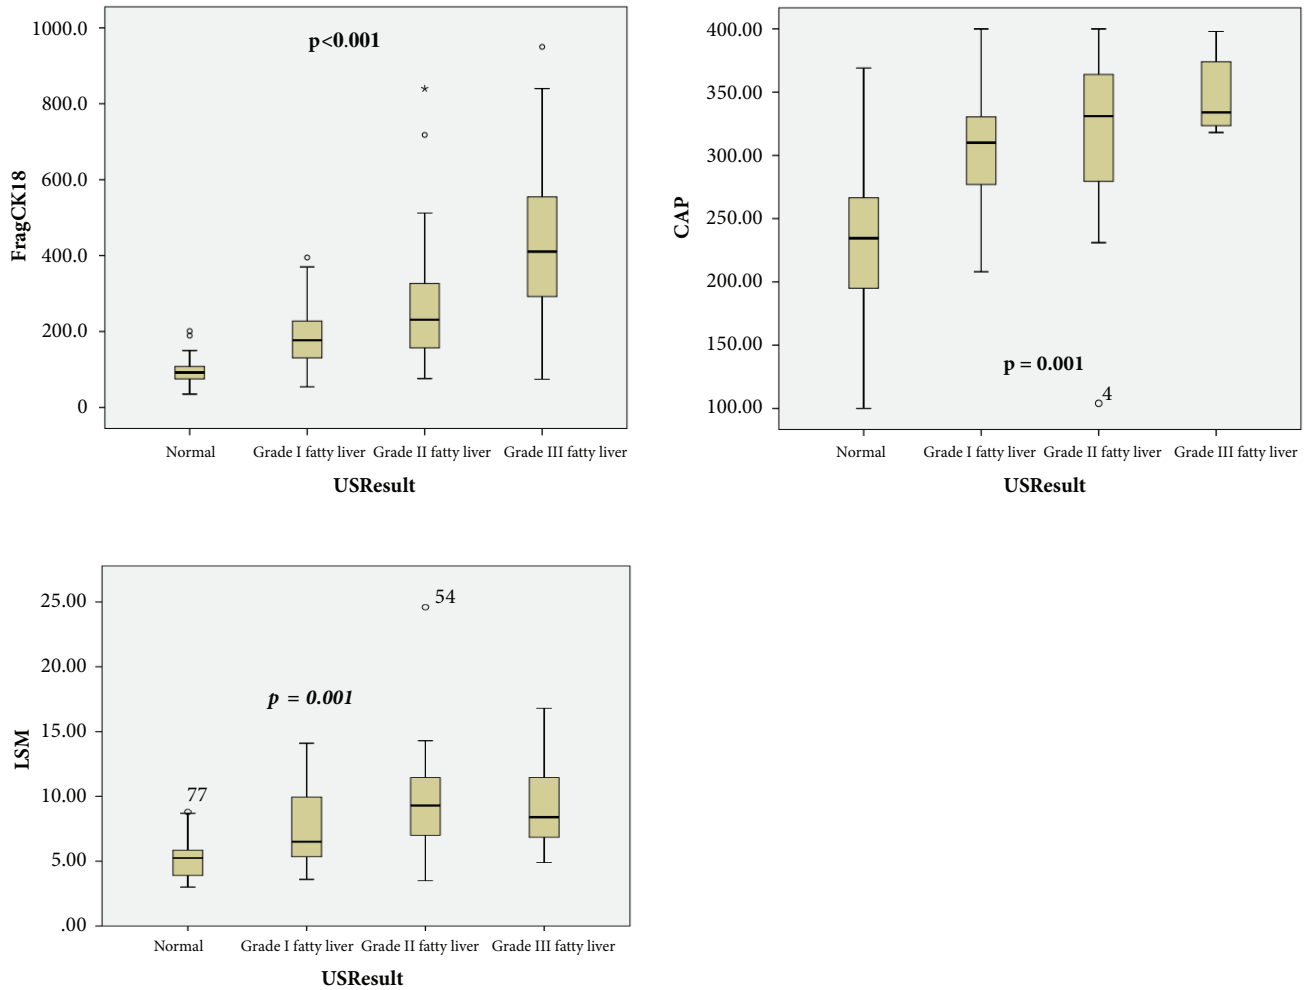 1000.0
800.0
600.0
400.0
200.0
0
FragCK18
p<0.001
*
Normal Grade I fatty liver Grade II fatty liver Grade III fatty liver
USResult
400.00
350.00
300.00
250.00
200.00
150.00
100.00
CAP
p = 0.001
4
Normal Grade I fatty liver Grade II fatty liver Grade III fatty liver
USResult
25.00
20.00
15.00
10.00
5.00
.00
LSM
54
p = 0.001
77
Normal Grade I fatty liver Grade II fatty liver Grade III fatty liver
USResult